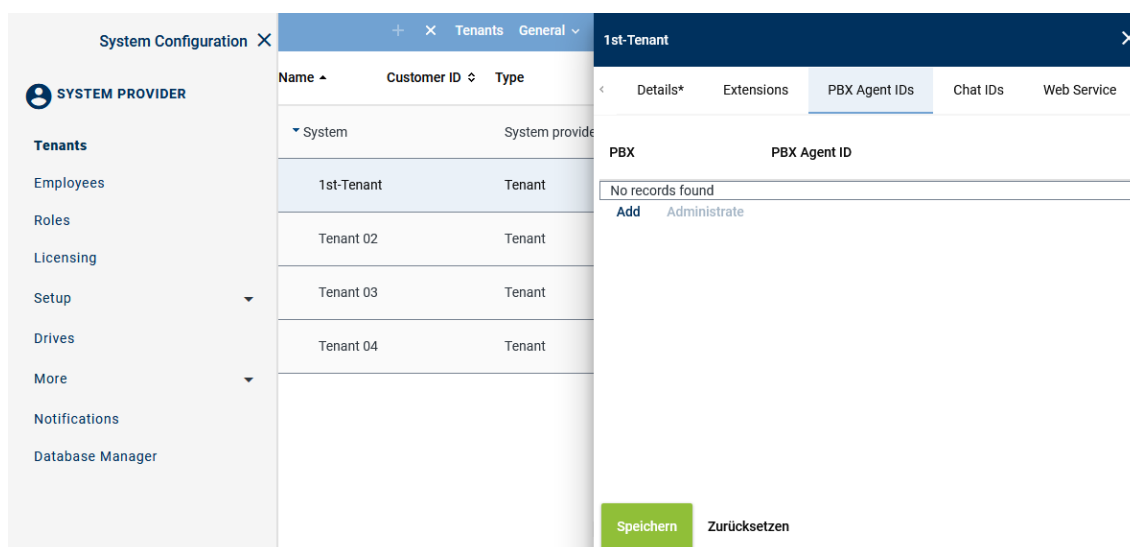 System Configuration
SYSTEM PROVIDER
Tenants
Employees
Roles
Licensing
Setup
Drives
More
Notifications
Database Manager
Tenants General
Name Customer ID Type
System System provide
1st-Tenant Tenant
Tenant 02 Tenant
Tenant 03 Tenant
Tenant 04 Tenant
1st-Tenant
Details* Extensions PBX Agent IDs Chat IDs Web Service
PBX PBX Agent ID
No records found
Add Administrate
Speichern Zurücksetzen